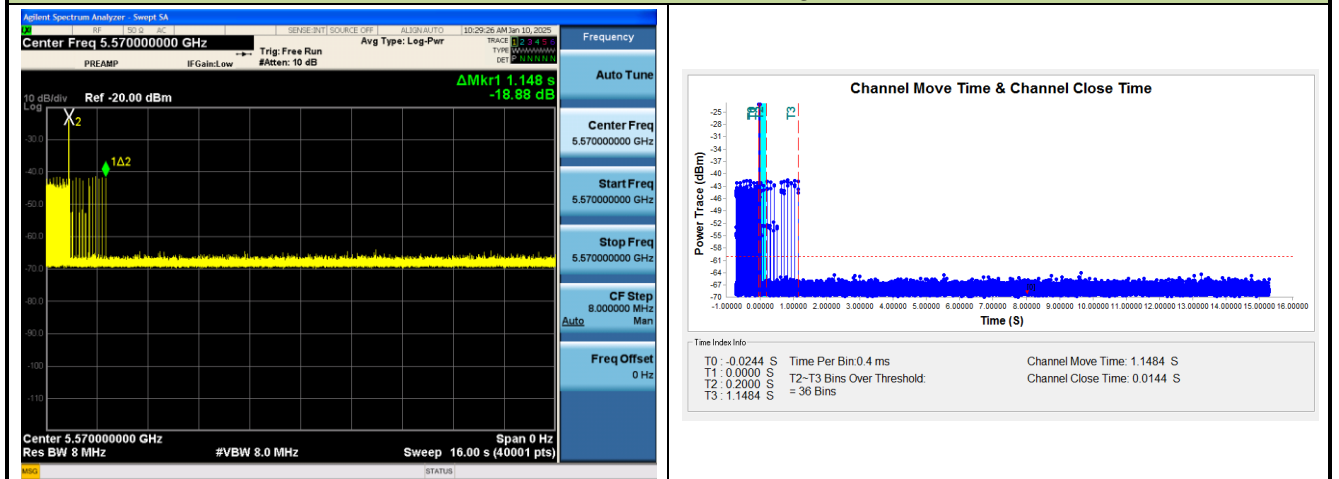 Agilent Spectrum Analyzer - Swept SA
RF 50 Ω AC SENSE:INT SOURCE OFF ALIGN AUTO 10:29:26 AM Jan 10, 2025
Center Freq 5.570000000 GHz
PREAMP IFGain:Low
Trig: Free Run
#Atten: 10 dB
Avg Type: Log-Pwr
TRACE 1 2 3 4 5 6
TYPE
DET P N N N N N
ΔMkr1 1.148 s
-18.88 dB
10 dB/div Ref -20.00 dBm
Log
X2
1Δ2
-30.0
-40.0
-50.0
-60.0
-70.0
-80.0
-90.0
-100
-110
Center 5.570000000 GHz Span 0 Hz
Res BW 8 MHz #VBW 8.0 MHz Sweep 16.00 s (40001 pts)
MSG STATUS
Frequency
Auto Tune
Center Freq
5.570000000 GHz
Start Freq
5.570000000 GHz
Stop Freq
5.570000000 GHz
CF Step
8.000000 MHz
Auto Man
Freq Offset
0 Hz
Channel Move Time & Channel Close Time
Power Trace (dBm)
-25
-28
-31
-34
-37
-40
-43
-46
-49
-52
-55
-58
-61
-64
-67
-70
T3
-1.00000 0.00000 1.00000 2.00000 3.00000 4.00000 5.00000 6.00000 7.00000 8.00000 9.00000 10.00000 11.00000 12.00000 13.00000 14.00000 15.00000 16.00000
Time (S)
Time Index Info
T0 : -0.0244 S
T1 : 0.0000 S
T2 : 0.2000 S
T3 : 1.1484 S
Time Per Bin:0.4 ms
T2~T3 Bins Over Threshold:
= 36 Bins
Channel Move Time: 1.1484 S
Channel Close Time: 0.0144 S